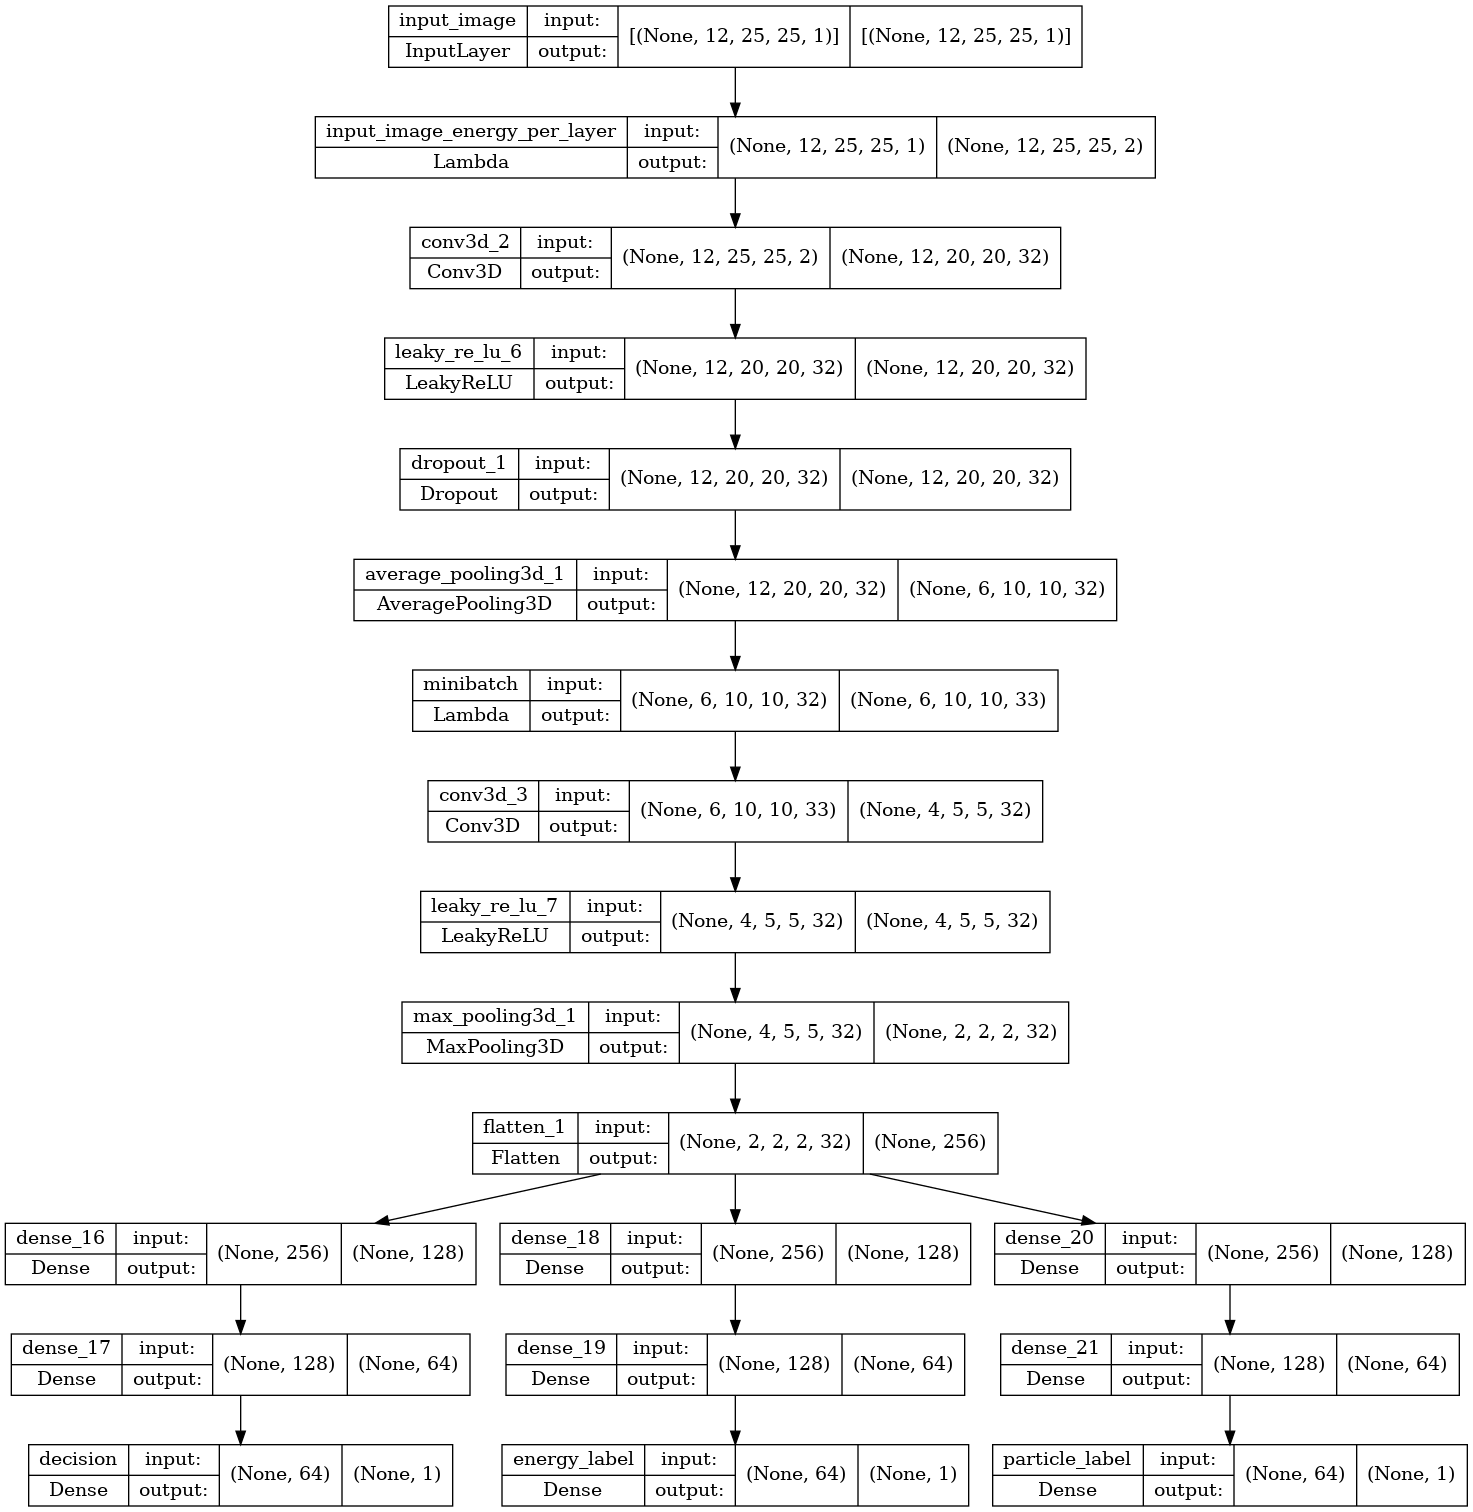 input_image input: [(None, 12, 25, 25, 1)] [(None, 12, 25, 25, 1)]
InputLayer output:
input_image_energy_per_layer input: (None, 12, 25, 25, 1) (None, 12, 25, 25, 2)
Lambda output:
conv3d_2 input: (None, 12, 25, 25, 2) (None, 12, 20, 20, 32)
Conv3D output:
leaky_re_lu_6 input: (None, 12, 20, 20, 32) (None, 12, 20, 20, 32)
LeakyReLU output:
dropout_1 input: (None, 12, 20, 20, 32) (None, 12, 20, 20, 32)
Dropout output:
average_pooling3d_1 input: (None, 12, 20, 20, 32) (None, 6, 10, 10, 32)
AveragePooling3D output:
minibatch input: (None, 6, 10, 10, 32) (None, 6, 10, 10, 33)
Lambda output:
conv3d_3 input: (None, 6, 10, 10, 33) (None, 4, 5, 5, 32)
Conv3D output:
leaky_re_lu_7 input: (None, 4, 5, 5, 32) (None, 4, 5, 5, 32)
LeakyReLU output:
max_pooling3d_1 input: (None, 4, 5, 5, 32) (None, 2, 2, 2, 32)
MaxPooling3D output:
flatten_1 input: (None, 2, 2, 2, 32) (None, 256)
Flatten output:
dense_16 input: (None, 256) (None, 128)
Dense output:
dense_18 input: (None, 256) (None, 128)
Dense output:
dense_20 input: (None, 256) (None, 128)
Dense output:
dense_17 input: (None, 128) (None, 64)
Dense output:
dense_19 input: (None, 128) (None, 64)
Dense output:
dense_21 input: (None, 128) (None, 64)
Dense output:
decision input: (None, 64) (None, 1)
Dense output:
energy_label input: (None, 64) (None, 1)
Dense output:
particle_label input: (None, 64) (None, 1)
Dense output: